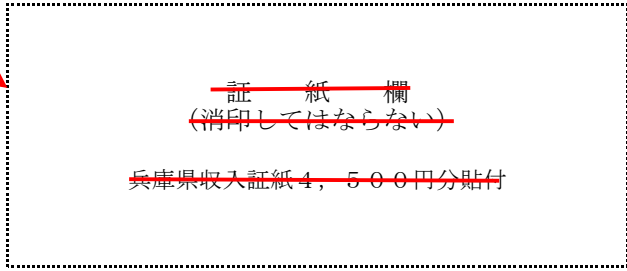 証　　紙　　欄
（消印してはならない）
兵庫県収入証紙４，５００円分貼付